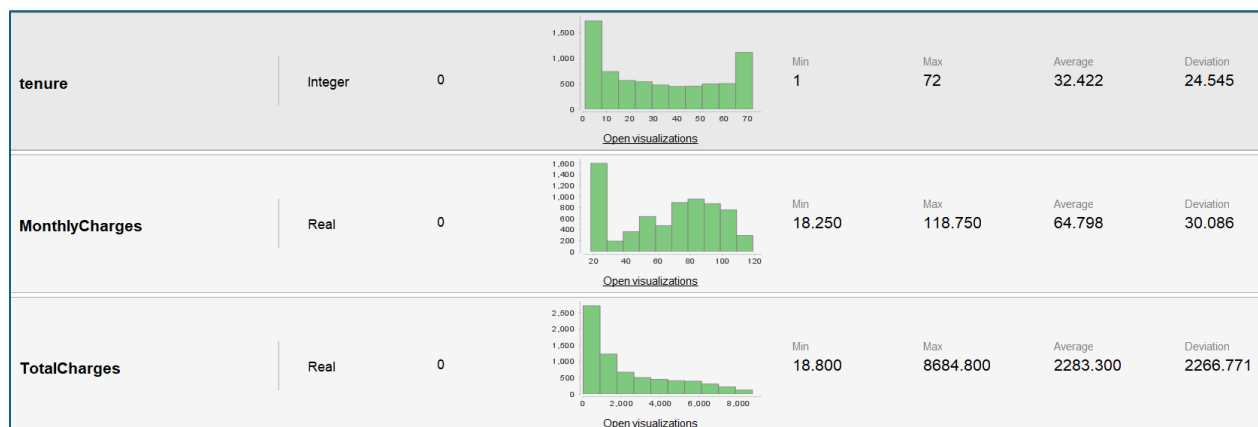 tenure
Integer
0
1,500
1,000
500
0
0 10 20 30 40 50 60 70
Open visualizations
Min Max Average Deviation
1 72 32.422 24.545
MonthlyCharges
Real
0
1,600
1,400
1,200
1,000
800
600
400
200
0
20 40 60 80 100 120
Open visualizations
Min Max Average Deviation
18.250 118.750 64.798 30.086
TotalCharges
Real
0
2,500
2,000
1,500
1,000
500
0
0 2,000 4,000 6,000 8,000
Open visualizations
Min Max Average Deviation
18.800 8684.800 2283.300 2266.771